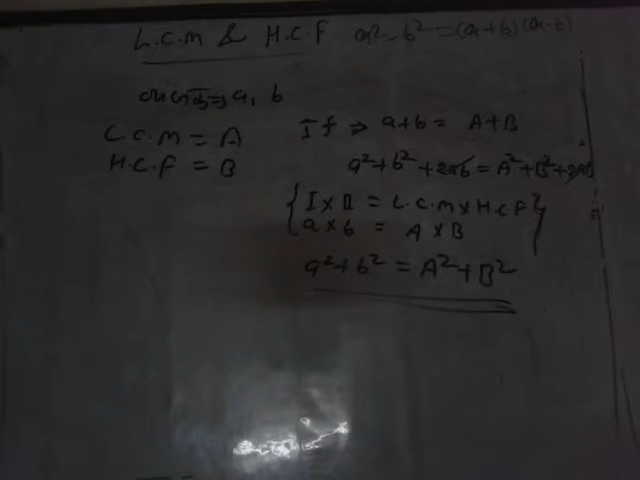 L.C.M & H.C.F a² - b² = (a+b)(a-b)
a, b
L.C.M = A
H.C.F = B
If ⇒ a+b = A+B
a²+b²+2ab = A²+B²+2AB
{ I × II = L.C.M × H.C.F }
a × b = A × B
a²+b² = A²+B²